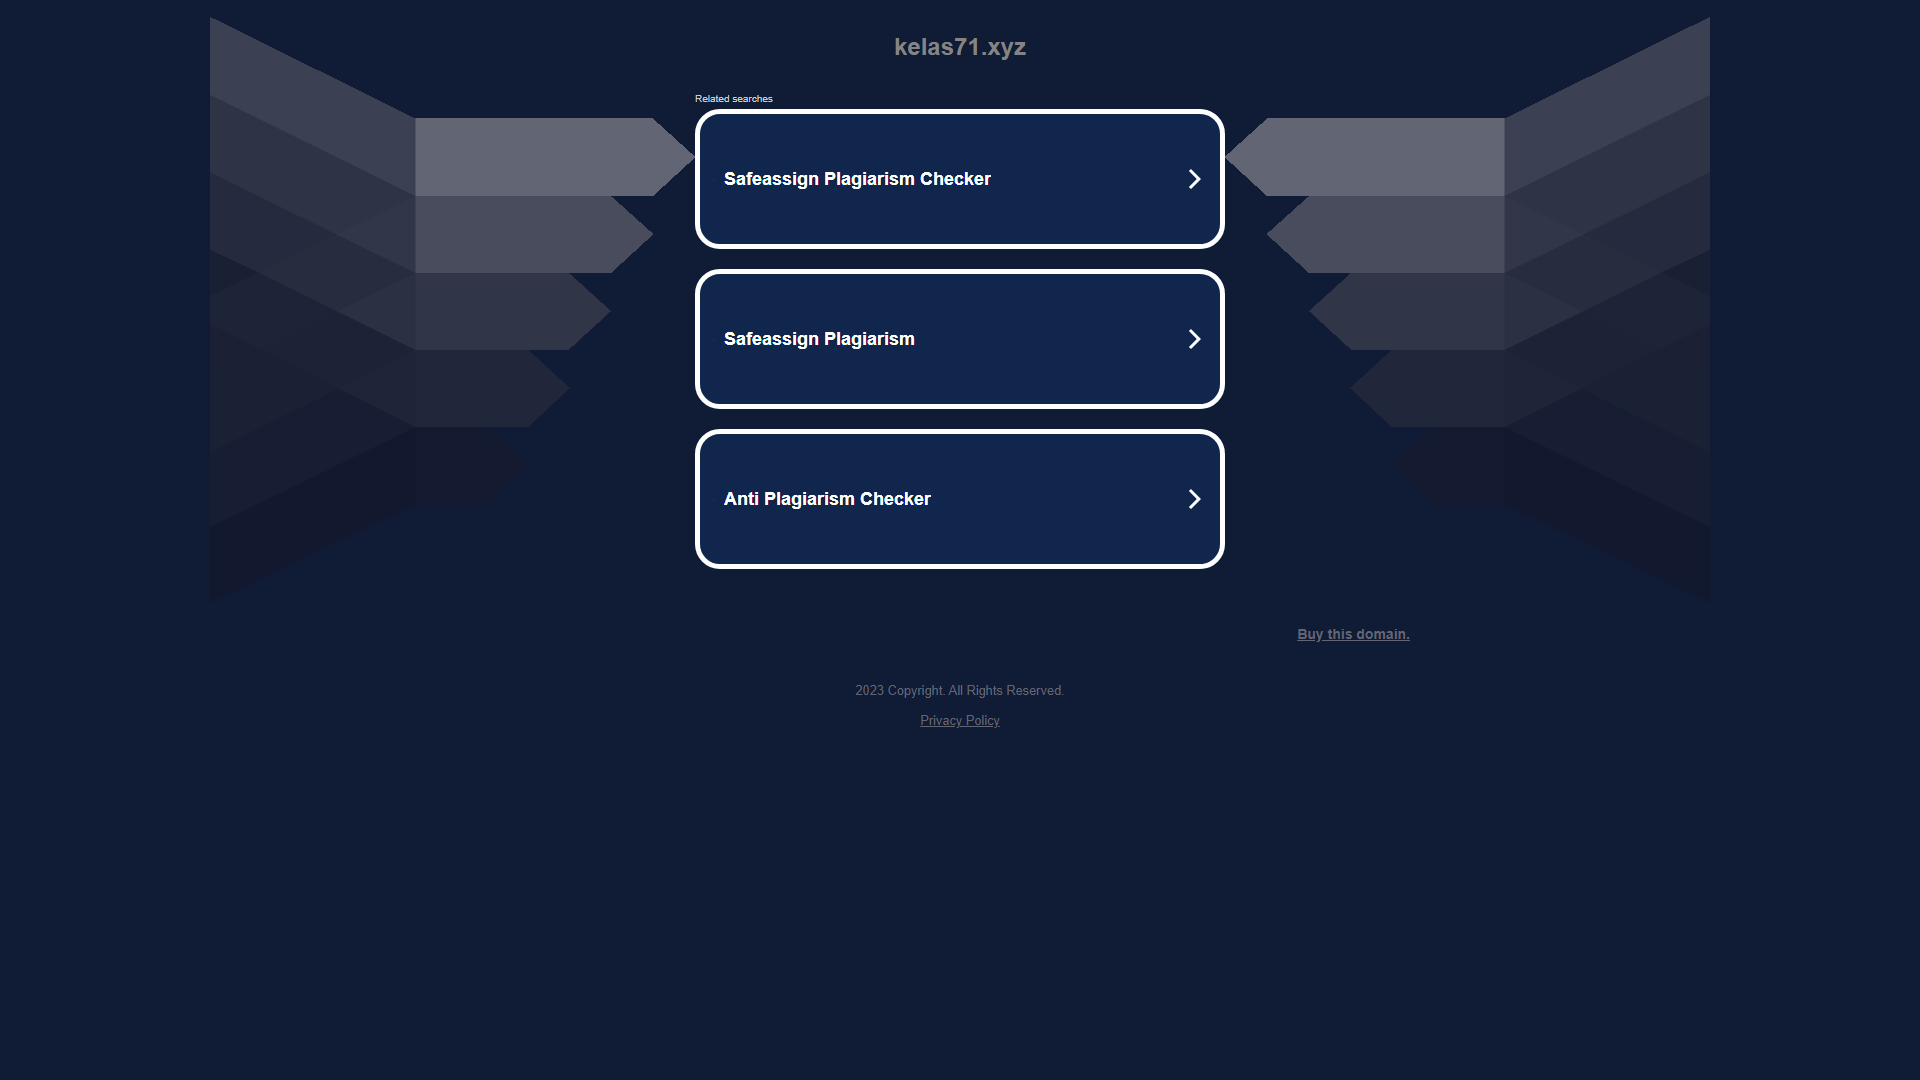 kelas71.xyz
Related searches
Safeassign Plagiarism Checker
Safeassign Plagiarism
Anti Plagiarism Checker
Buy this domain.
2023 Copyright. All Rights Reserved.
Privacy Policy